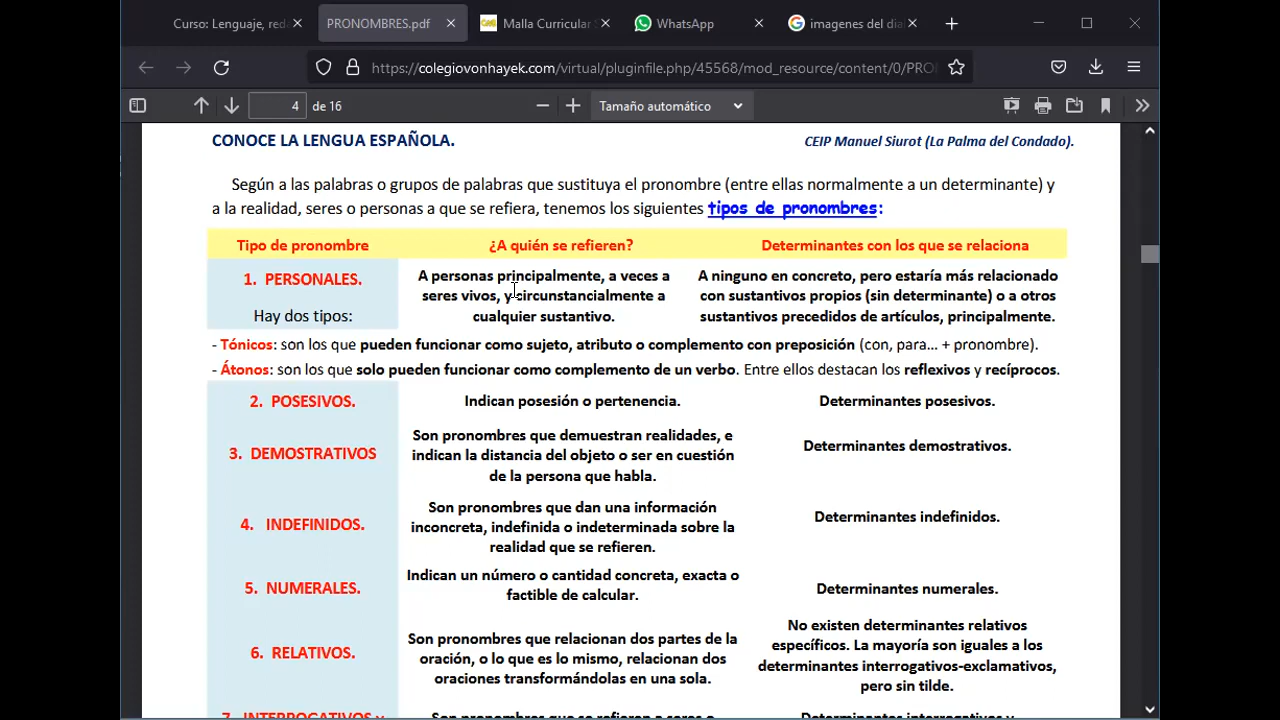 Curso: Lenguaje, red
PRONOMBRES.pdf
Malla Curricular
WhatsApp
imagenes del dia
https://colegiovonhayek.com/virtual/pluginfile.php/45568/mod_resource/content/0/PRO
4 de 16
Tamaño automático
CONOCE LA LENGUA ESPAÑOLA.
CEIP Manuel Siurot (La Palma del Condado).
Según a las palabras o grupos de palabras que sustituya el pronombre (entre ellas normalmente a un determinante) y
a la realidad, seres o personas a que se refiera, tenemos los siguientes tipos de pronombres:
Tipo de pronombre
¿A quién se refieren?
Determinantes con los que se relaciona
1. PERSONALES.
Hay dos tipos:
A personas principalmente, a veces a
seres vivos, y circunstancialmente a
cualquier sustantivo.
A ninguno en concreto, pero estaría más relacionado
con sustantivos propios (sin determinante) o a otros
sustantivos precedidos de artículos, principalmente.
- Tónicos: son los que pueden funcionar como sujeto, atributo o complemento con preposición (con, para... + pronombre).
- Átonos: son los que solo pueden funcionar como complemento de un verbo. Entre ellos destacan los reflexivos y recíprocos.
2. POSESIVOS.
Indican posesión o pertenencia.
Determinantes posesivos.
3. DEMOSTRATIVOS
Son pronombres que demuestran realidades, e
indican la distancia del objeto o ser en cuestión
de la persona que habla.
Determinantes demostrativos.
4. INDEFINIDOS.
Son pronombres que dan una información
inconcreta, indefinida o indeterminada sobre la
realidad que se refieren.
Determinantes indefinidos.
5. NUMERALES.
Indican un número o cantidad concreta, exacta o
factible de calcular.
Determinantes numerales.
6. RELATIVOS.
Son pronombres que relacionan dos partes de la
oración, o lo que es lo mismo, relacionan dos
oraciones transformándolas en una sola.
No existen determinantes relativos
específicos. La mayoría son iguales a los
determinantes interrogativos-exclamativos,
pero sin tilde.
7. INTERROGATIVOS y
Son pronombres que se refieren a seres o
Determinantes interrogativos y